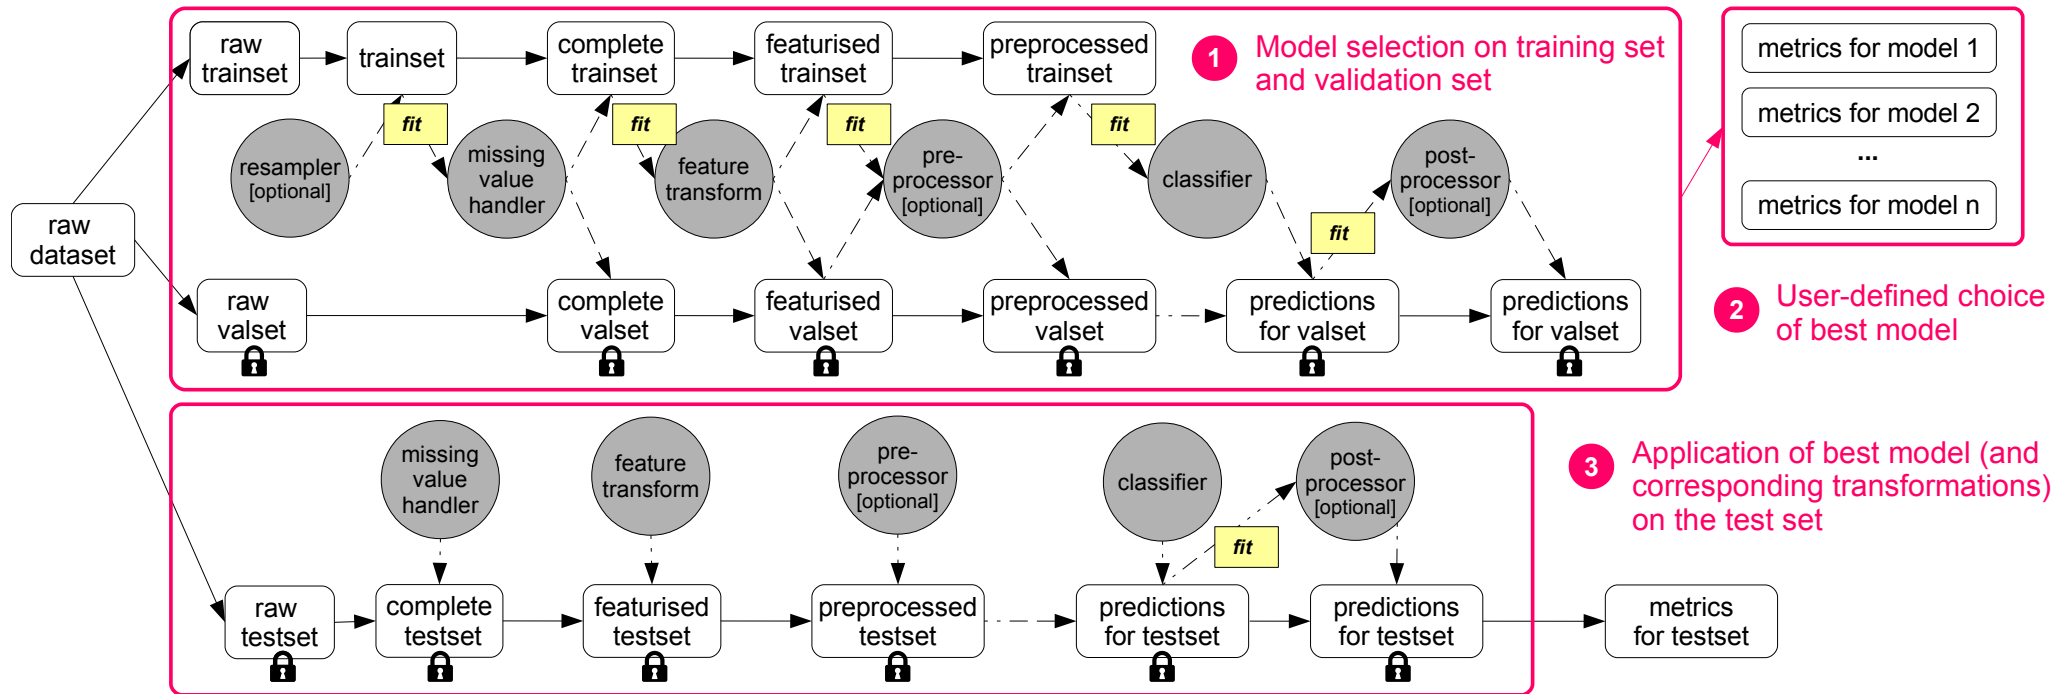 raw
trainset
trainset
complete
trainset
featurised
trainset
preprocessed
trainset
1
Model selection on training set
and validation set
metrics for model 1
metrics for model 2
...
metrics for model n
fit
fit
fit
fit
resampler
[optional]
missing
value
handler
feature
transform
pre-
processor
[optional]
classifier
post-
processor
[optional]
fit
raw
dataset
raw
valset
complete
valset
featurised
valset
preprocessed
valset
predictions
for valset
predictions
for valset
2
User-defined choice
of best model
missing
value
handler
feature
transform
pre-
processor
[optional]
classifier
post-
processor
[optional]
fit
3
Application of best model (and
corresponding transformations)
on the test set
raw
testset
complete
testset
featurised
testset
preprocessed
testset
predictions
for testset
predictions
for testset
metrics
for testset